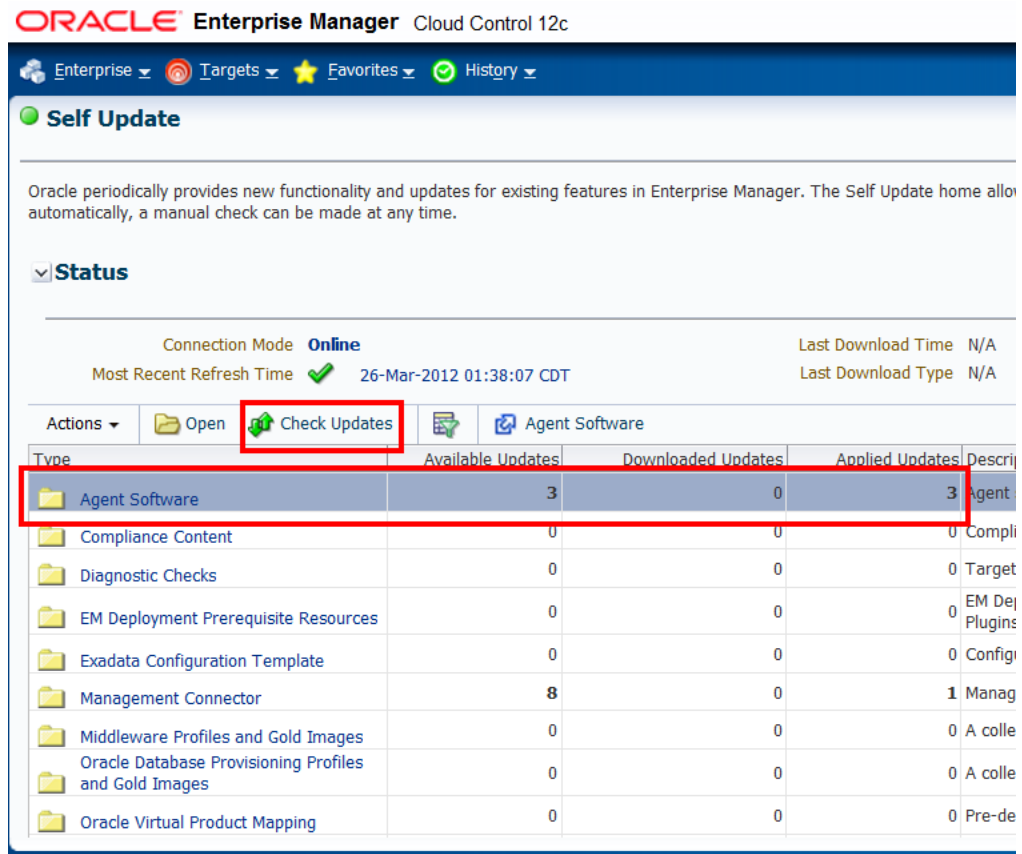 ORACLE Enterprise Manager Cloud Control 12c
Enterprise Targets Favorites History
Self Update
Oracle periodically provides new functionality and updates for existing features in Enterprise Manager. The Self Update home
automatically, a manual check can be made at any time.
Status
Connection Mode Online Last Download Time N/A
Most Recent Refresh Time 26-Mar-2012 01:38:07 CDT Last Download Type N/A
Actions Open Check Updates Agent Software
Type Available Updates Downloaded Updates Applied Updates Descri
Agent Software 3 0 3 Agent
Compliance Content 0 0 0 Compli
Diagnostic Checks 0 0 0 Target
EM Deployment Prerequisite Resources 0 0 0 EM Dep
Plugins
Exadata Configuration Template 0 0 0 Configu
Management Connector 8 0 1 Manag
Middleware Profiles and Gold Images 0 0 0 A colle
Oracle Database Provisioning Profiles
and Gold Images 0 0 0 A colle
Oracle Virtual Product Mapping 0 0 0 Pre-de